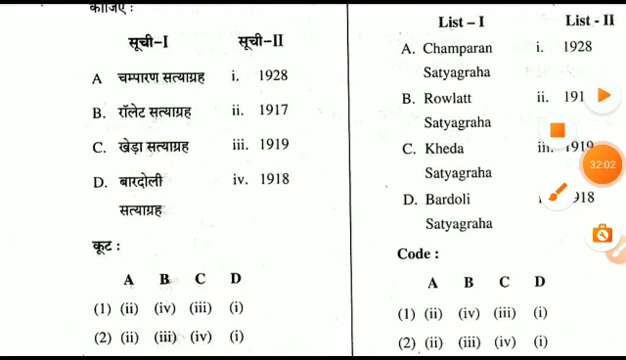 कीजिए :
सूची–I सूची–II
A चम्पारण सत्याग्रह i. 1928
B. रॉलेट सत्याग्रह ii. 1917
C. खेड़ा सत्याग्रह iii. 1919
D. बारदोली iv. 1918
सत्याग्रह
कूट :
A B C D
(1) (ii) (iv) (iii) (i)
(2) (ii) (iii) (iv) (i)
List – I List - II
A. Champaran i. 1928
Satyagraha
B. Rowlatt ii. 191
Satyagraha
C. Kheda iii. 1919
Satyagraha
D. Bardoli 918
Satyagraha
Code :
A B C D
(1) (ii) (iv) (iii) (i)
(2) (ii) (iii) (iv) (i)
32:02